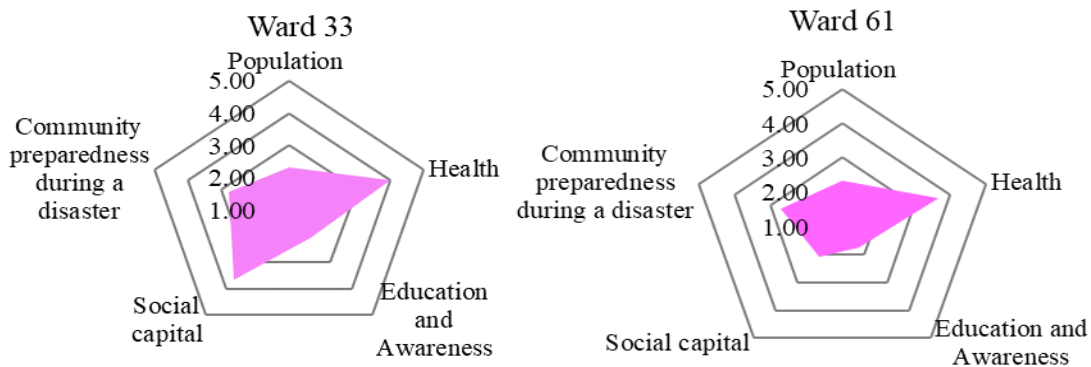 Ward 33
Population
5.00
4.00
3.00
2.00
1.00
Community
preparedness
during a
disaster
Health
Social
capital
Education
and
Awareness
Ward 61
Population
5.00
4.00
3.00
2.00
1.00
Community
preparedness
during a disaster
Health
Social capital
Education and
Awareness